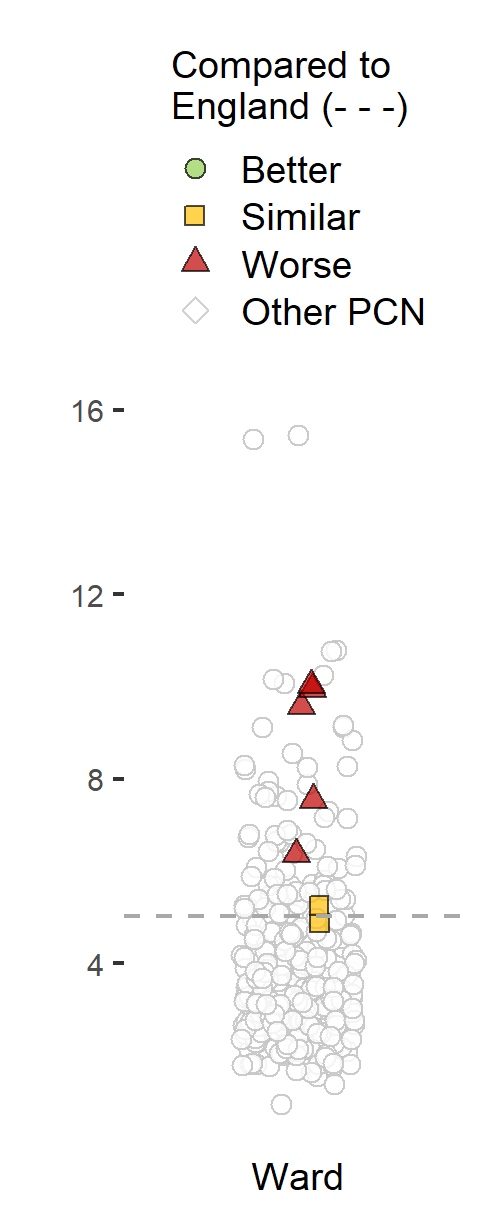 Compared to
England (- - -)
Better
Similar
Worse
Other PCN
16
12
8
4
Ward